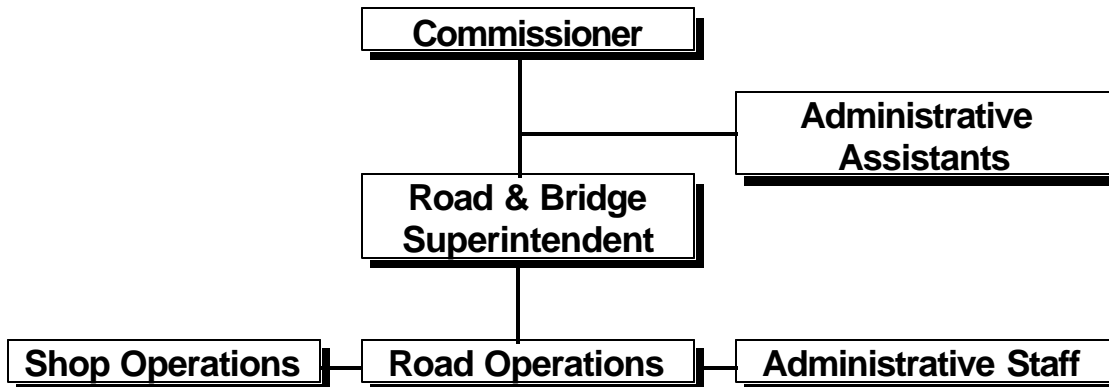 Commissioner
Administrative
Assistants
Road & Bridge
Superintendent
Shop Operations
Road Operations
Administrative Staff